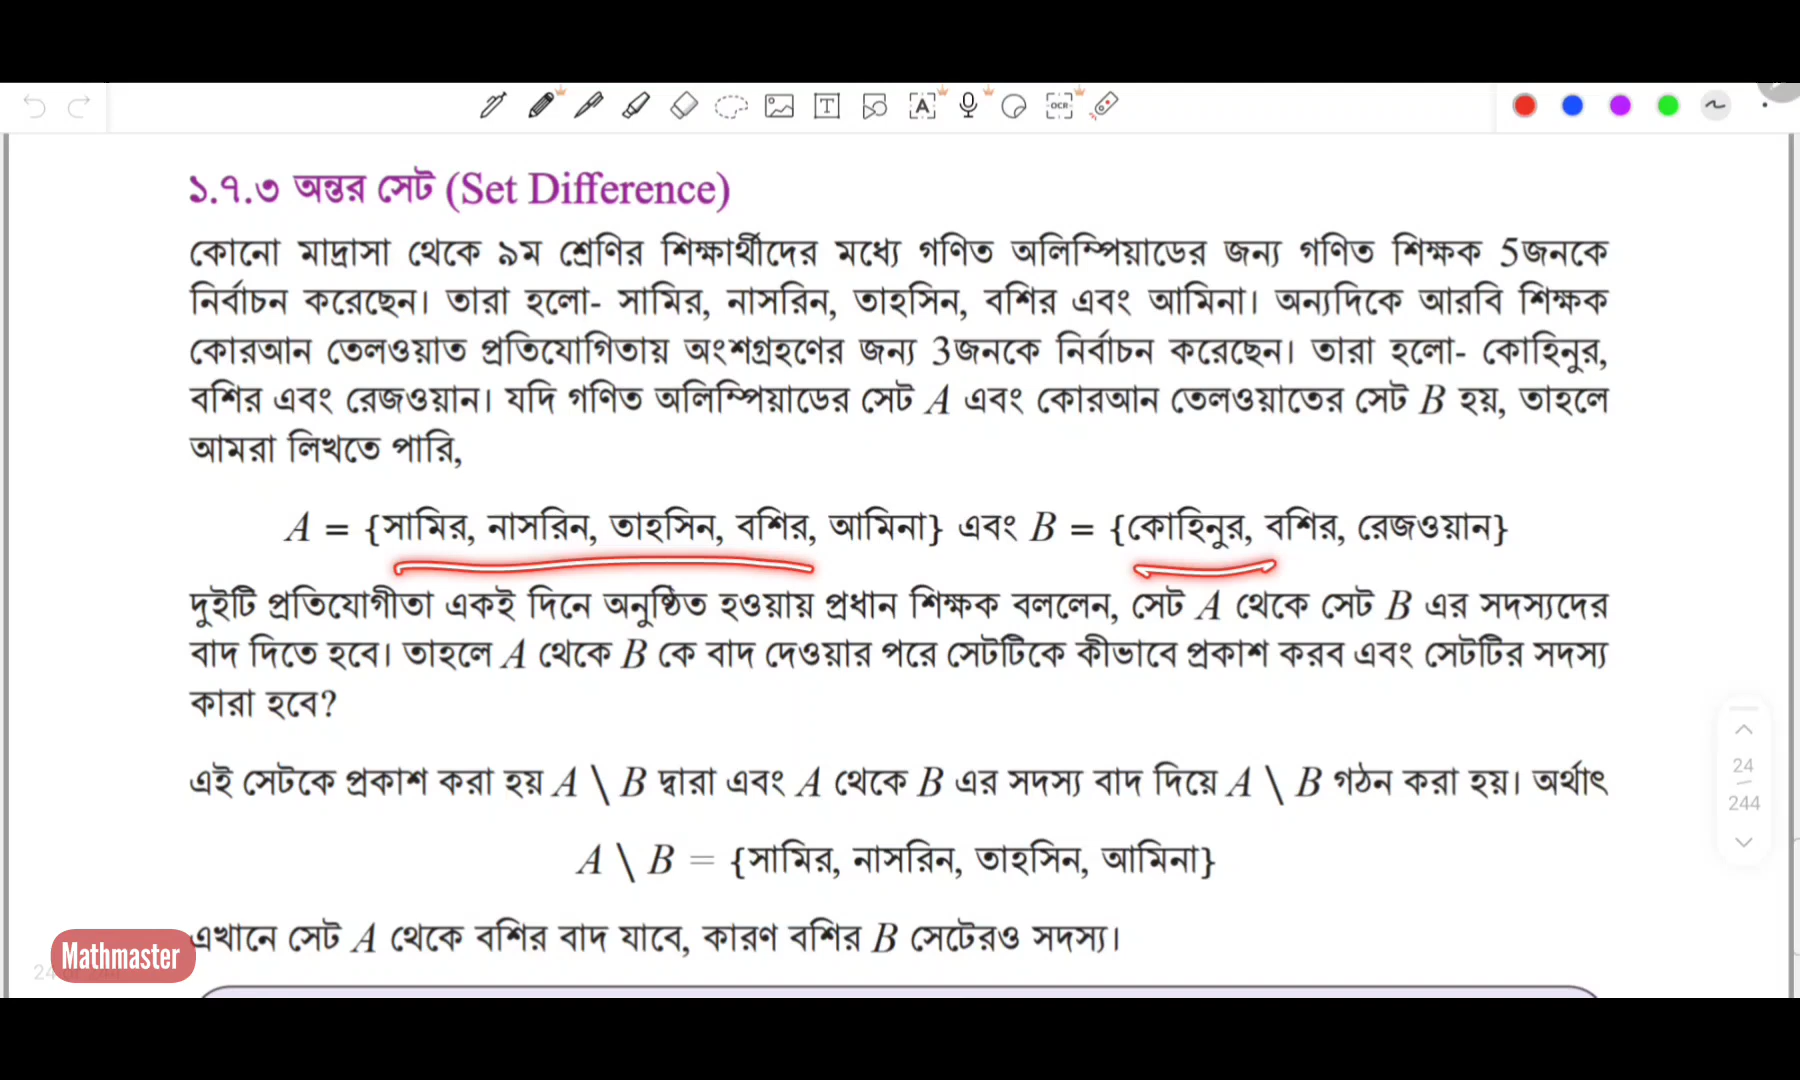 ১.৭.৩ অন্তর সেট (Set Difference)
কোনো মাদ্রাসা থেকে ৯ম শ্রেণির শিক্ষার্থীদের মধ্যে গণিত অলিম্পিয়াডের জন্য গণিত শিক্ষক 5জনকে
নির্বাচন করেছেন। তারা হলো- সামির, নাসরিন, তাহসিন, বশির এবং আমিনা। অন্যদিকে আরবি শিক্ষক
কোরআন তেলওয়াত প্রতিযোগিতায় অংশগ্রহণের জন্য 3জনকে নির্বাচন করেছেন। তারা হলো- কোহিনুর,
বশির এবং রেজওয়ান। যদি গণিত অলিম্পিয়াডের সেট A এবং কোরআন তেলওয়াতের সেট B হয়, তাহলে
আমরা লিখতে পারি,
A = {সামির, নাসরিন, তাহসিন, বশির, আমিনা} এবং B = {কোহিনুর, বশির, রেজওয়ান}
দুইটি প্রতিযোগীতা একই দিনে অনুষ্ঠিত হওয়ায় প্রধান শিক্ষক বললেন, সেট A থেকে সেট B এর সদস্যদের
বাদ দিতে হবে। তাহলে A থেকে B কে বাদ দেওয়ার পরে সেটটিকে কীভাবে প্রকাশ করব এবং সেটটির সদস্য
কারা হবে?
24
244
এই সেটকে প্রকাশ করা হয় A \ B দ্বারা এবং A থেকে B এর সদস্য বাদ দিয়ে A \ B গঠন করা হয়। অর্থাৎ
A \ B = {সামির, নাসরিন, তাহসিন, আমিনা}
এখানে সেট A থেকে বশির বাদ যাবে, কারণ বশির B সেটেরও সদস্য।
Mathmaster